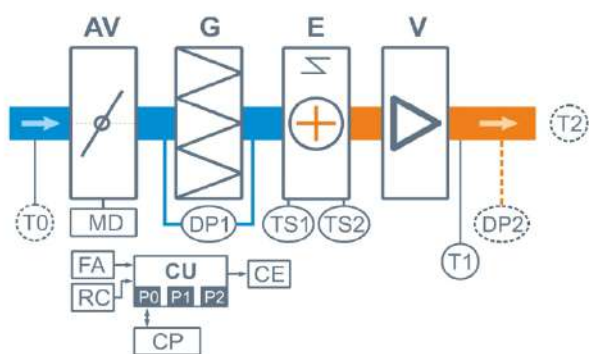 AV G E V
T2
T0 MD DP1 TS1 TS2 DP2
T1
FA CU CE
RC P0 P1 P2
CP